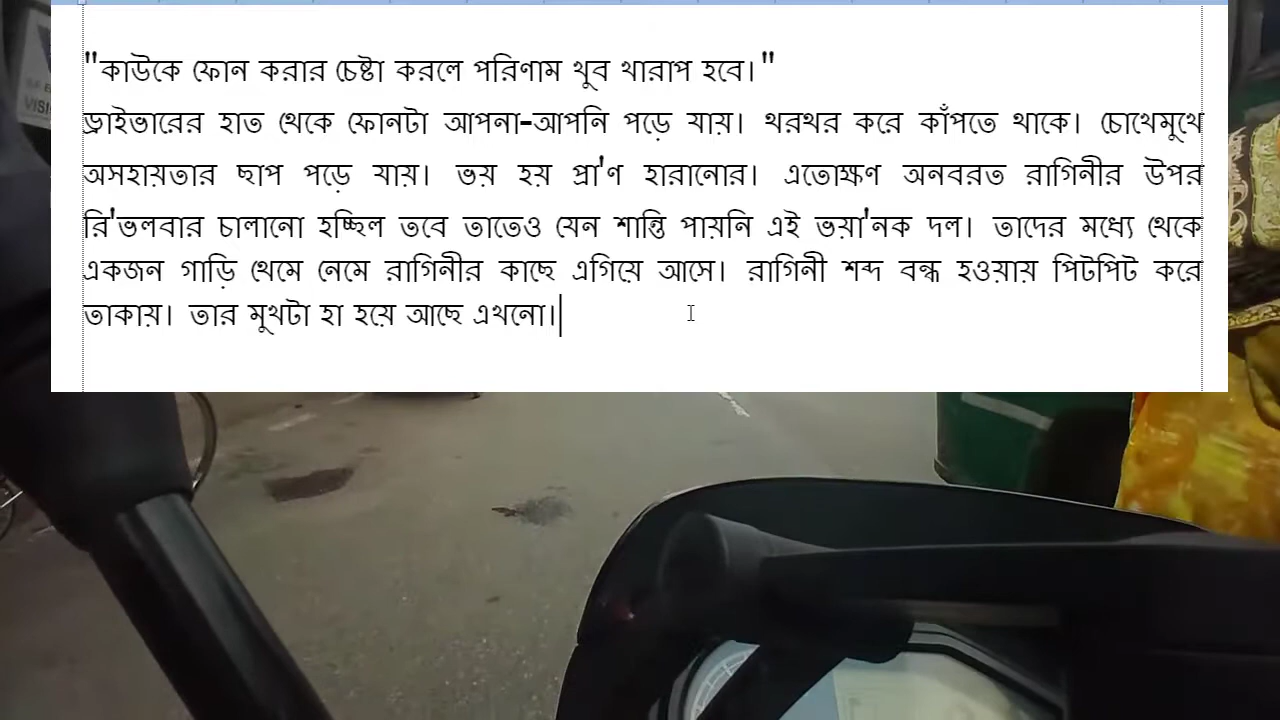 VISI
"কাউকে ফোন করার চেষ্টা করলে পরিণাম খুব খারাপ হবে।"
ড্রাইভারের হাত থেকে ফোনটা আপনা-আপনি পড়ে যায়। থরথর করে কাঁপতে থাকে। চোখেমুখে
অসহায়তার ছাপ পড়ে যায়। ভয় হয় প্রা'ণ হারানোর। এতোক্ষণ অনবরত রাগিনীর উপর
রি'ভলবার চালানো হচ্ছিল তবে তাতেও যেন শান্তি পায়নি এই ভয়া'নক দল। তাদের মধ্যে থেকে
একজন গাড়ি থেমে নেমে রাগিনীর কাছে এগিয়ে আসে। রাগিনী শব্দ বন্ধ হওয়ায় পিটপিট করে
তাকায়। তার মুখটা হা হয়ে আছে এখনো।